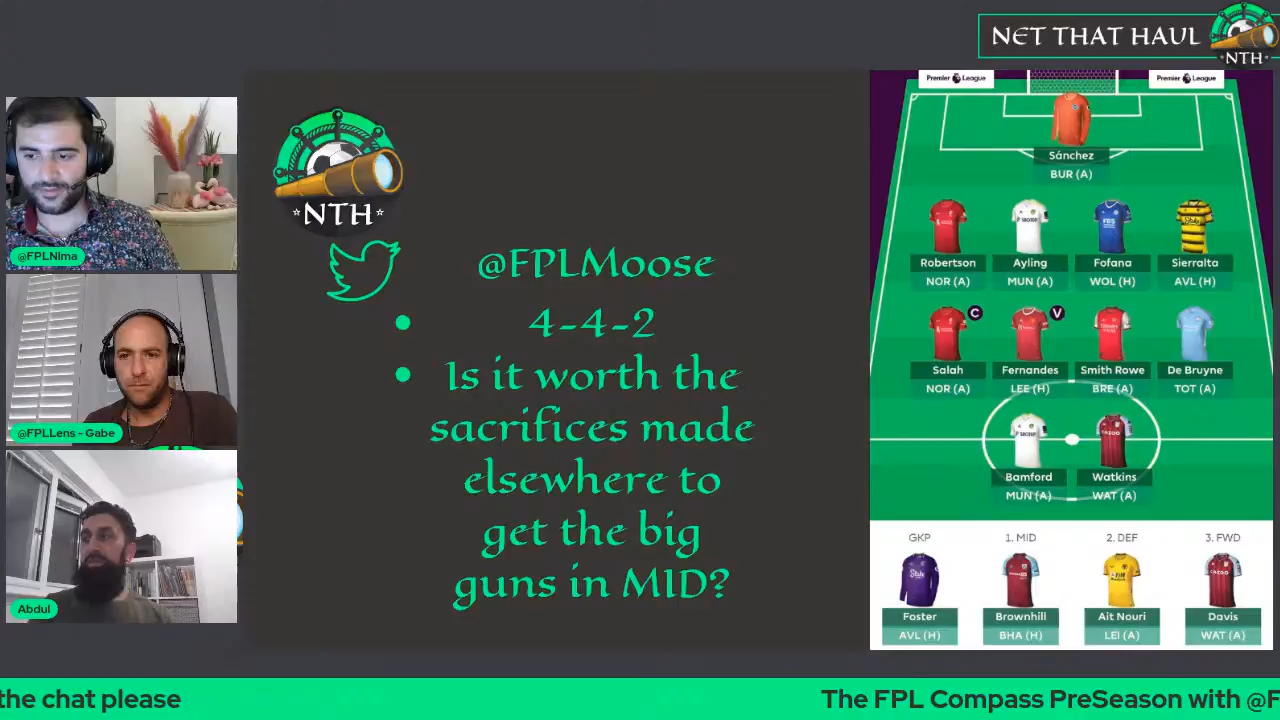 NET THAT HAUL
NTH
Premier League
Premier League
@FPLNima
@FPLLens - Gabe
Abdul
NTH
@FPLMoose
• 4-4-2
• Is it worth the
sacrifices made
elsewhere to
get the big
guns in MID?
Sánchez
BUR (A)
Robertson Ayling Fofana Sierralta
NOR (A) MUN (A) WOL (H) AVL (H)
C V
Salah Fernandes Smith Rowe De Bruyne
NOR (A) LEE (H) BRE (A) TOT (A)
Bamford Watkins
MUN (A) WAT (A)
GKP 1. MID 2. DEF 3. FWD
Foster Brownhill Ait Nouri Davis
AVL (H) BHA (H) LEI (A) WAT (A)
the chat please The FPL Compass PreSeason with @F